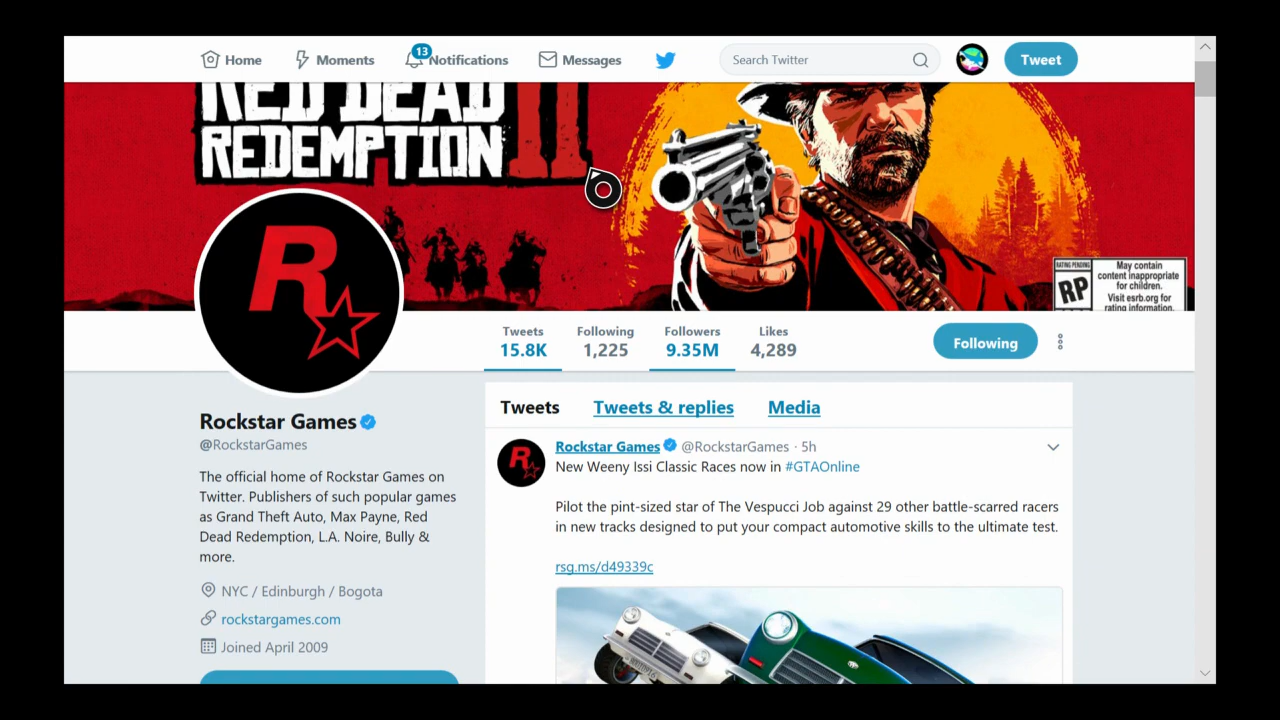 Home
Moments
13
Notifications
Messages
Search Twitter
Tweet
RED DEAD
REDEMPTION II
RATING PENDING
RP
May contain
content inappropriate
for children.
Visit esrb.org for
rating information.
R
Tweets
15.8K
Following
1,225
Followers
9.35M
Likes
4,289
Following
Rockstar Games
@RockstarGames
The official home of Rockstar Games on
Twitter. Publishers of such popular games
as Grand Theft Auto, Max Payne, Red
Dead Redemption, L.A. Noire, Bully &
more.
NYC / Edinburgh / Bogota
rockstargames.com
Joined April 2009
Tweets
Tweets & replies
Media
R
Rockstar Games @RockstarGames · 5h
New Weeny Issi Classic Races now in #GTAOnline
Pilot the pint-sized star of The Vespucci Job against 29 other battle-scarred racers
in new tracks designed to put your compact automotive skills to the ultimate test.
rsg.ms/d49339c